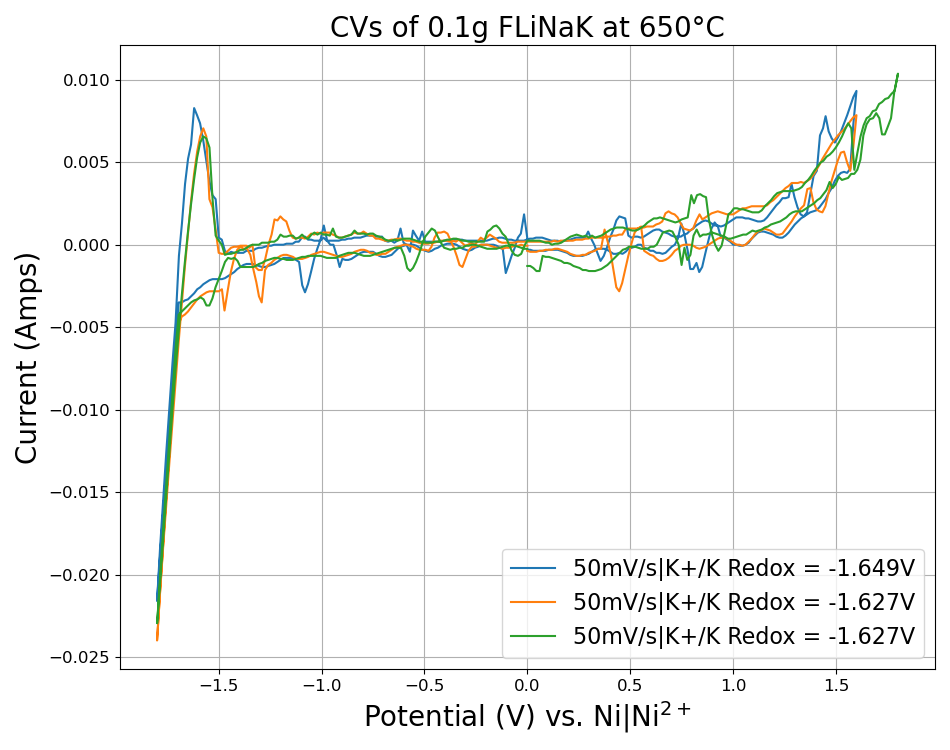 CVs of 0.1g FLiNaK at 650°C
Current (Amps)
0.010
0.005
0.000
−0.005
−0.010
−0.015
−0.020
−0.025
50mV/s|K+/K Redox = -1.649V
50mV/s|K+/K Redox = -1.627V
50mV/s|K+/K Redox = -1.627V
−1.5 −1.0 −0.5 0.0 0.5 1.0 1.5
Potential (V) vs. Ni|Ni²⁺